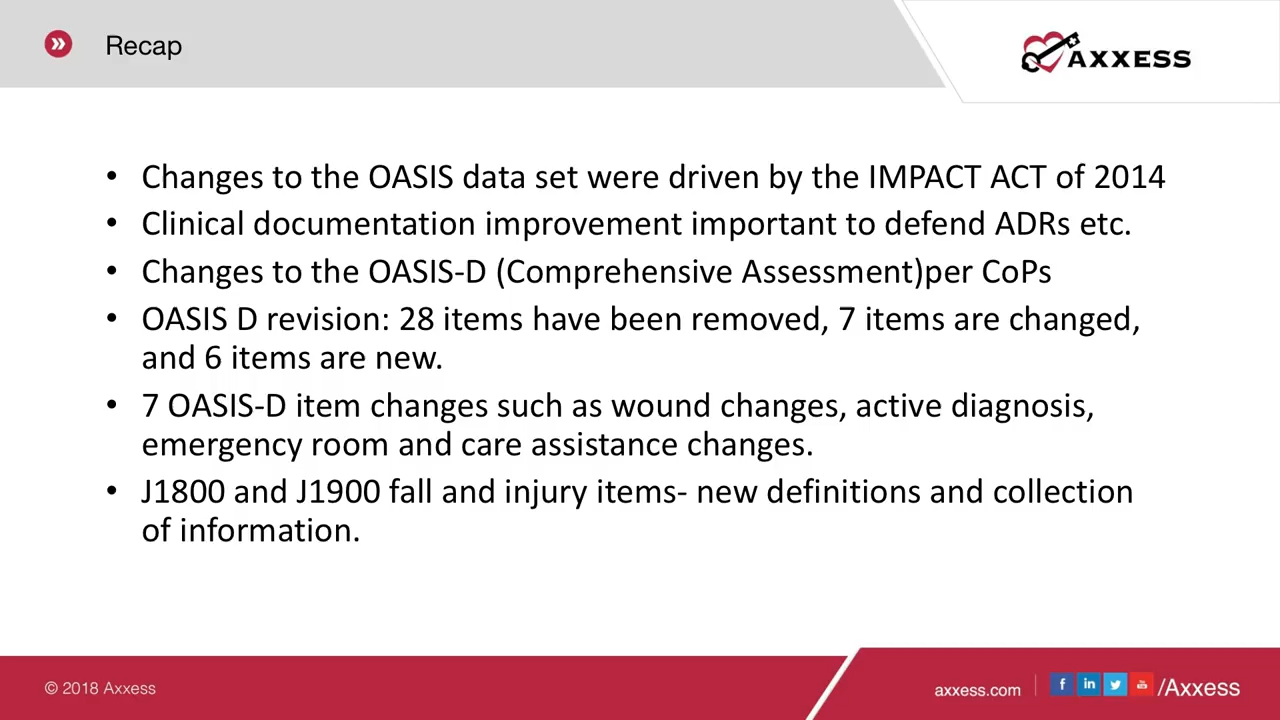 Recap
AXXESS
• Changes to the OASIS data set were driven by the IMPACT ACT of 2014
• Clinical documentation improvement important to defend ADRs etc.
• Changes to the OASIS-D (Comprehensive Assessment)per CoPs
• OASIS D revision: 28 items have been removed, 7 items are changed,
and 6 items are new.
• 7 OASIS-D item changes such as wound changes, active diagnosis,
emergency room and care assistance changes.
• J1800 and J1900 fall and injury items- new definitions and collection
of information.
© 2018 Axxess
axxess.com
/Axxess